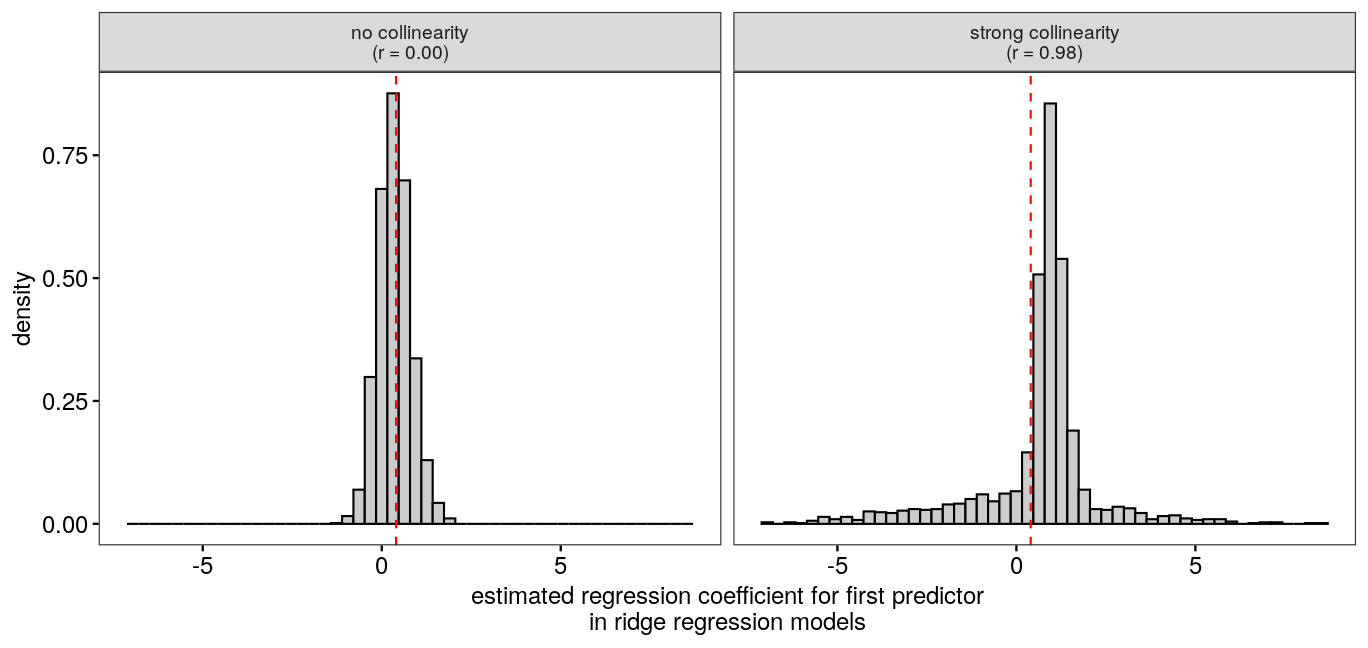 no collinearity
(r = 0.00)
strong collinearity
(r = 0.98)
density
0.75
0.50
0.25
0.00
-5
0
5
-5
0
5
estimated regression coefficient for first predictor
in ridge regression models